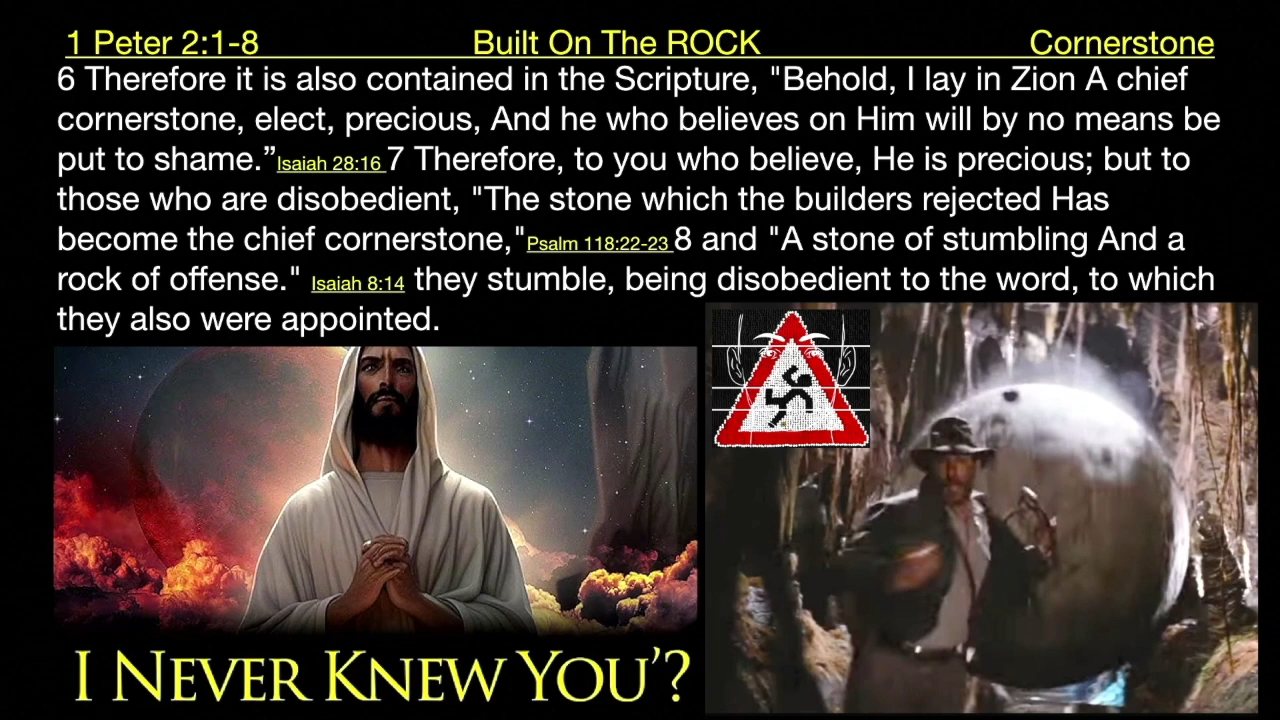 1 Peter 2:1-8 Built On The ROCK Cornerstone
6 Therefore it is also contained in the Scripture, "Behold, I lay in Zion A chief
cornerstone, elect, precious, And he who believes on Him will by no means be
put to shame.”Isaiah 28:16 7 Therefore, to you who believe, He is precious; but to
those who are disobedient, "The stone which the builders rejected Has
become the chief cornerstone,"Psalm 118:22-23 8 and "A stone of stumbling And a
rock of offense." Isaiah 8:14 they stumble, being disobedient to the word, to which
they also were appointed.
I NEVER KNEW YOU’?